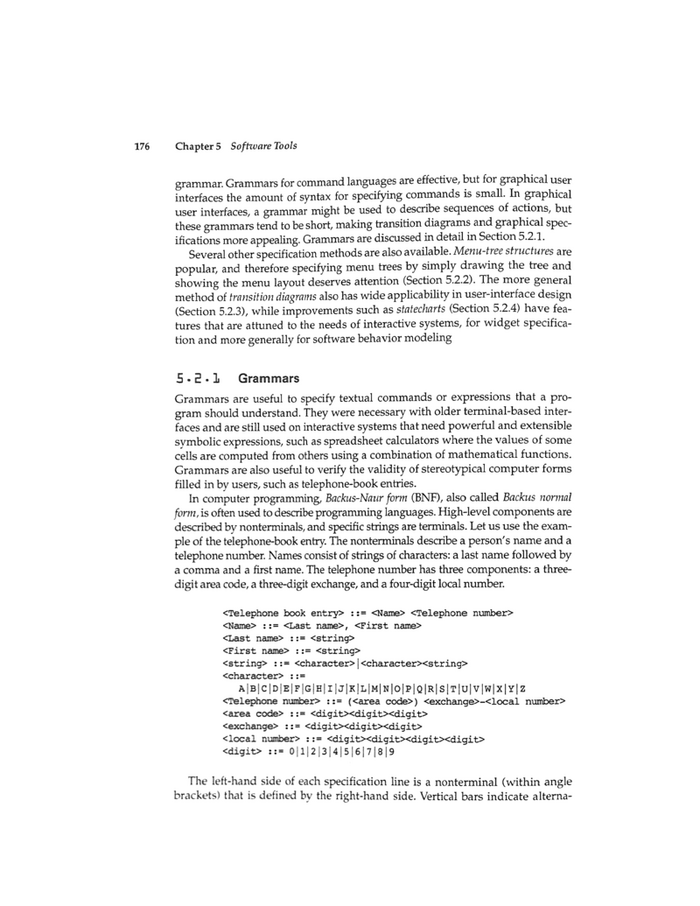 176 Chapter 5 Software Tools
grammar. Grammars for command languages are effective, but for graphical user
interfaces the amount of syntax for specifying commands is small. In graphical
user interfaces, a grammar might be used to describe sequences of actions, but
these grammars tend to be short, making transition diagrams and graphical spec-
ifications more appealing. Grammars are discussed in detail in Section 5.2.1.
Several other specification methods are also available. Menu-tree structures are
popular, and therefore specifying menu trees by simply drawing the tree and
showing the menu layout deserves attention (Section 5.2.2). The more general
method of transition diagrams also has wide applicability in user-interface design
(Section 5.2.3), while improvements such as statecharts (Section 5.2.4) have fea-
tures that are attuned to the needs of interactive systems, for widget specifica-
tion and more generally for software behavior modeling
5.2.1 Grammars
Grammars are useful to specify textual commands or expressions that a pro-
gram should understand. They were necessary with older terminal-based inter-
faces and are still used on interactive systems that need powerful and extensible
symbolic expressions, such as spreadsheet calculators where the values of some
cells are computed from others using a combination of mathematical functions.
Grammars are also useful to verify the validity of stereotypical computer forms
filled in by users, such as telephone-book entries.
In computer programming, Backus-Naur form (BNF), also called Backus normal
form, is often used to describe programming languages. High-level components are
described by nonterminals, and specific strings are terminals. Let us use the exam-
ple of the telephone-book entry. The nonterminals describe a person's name and a
telephone number. Names consist of strings of characters: a last name followed by
a comma and a first name. The telephone number has three components: a three-
digit area code, a three-digit exchange, and a four-digit local number.
<Telephone book entry> ::= <Name> <Telephone number>
<Name> ::= <Last name>, <First name>
<Last name> ::= <string>
<First name> ::= <string>
<string> ::= <character>|<character><string>
<character> ::=
A|B|C|D|E|F|G|H|I|J|K|L|M|N|O|P|Q|R|S|T|U|V|W|X|Y|Z
<Telephone number> ::= (<area code>) <exchange>-<local number>
<area code> ::= <digit><digit><digit>
<exchange> ::= <digit><digit><digit>
<local number> ::= <digit><digit><digit><digit>
<digit> ::= 0|1|2|3|4|5|6|7|8|9
The left-hand side of each specification line is a nonterminal (within angle
brackets) that is defined by the right-hand side. Vertical bars indicate alterna-